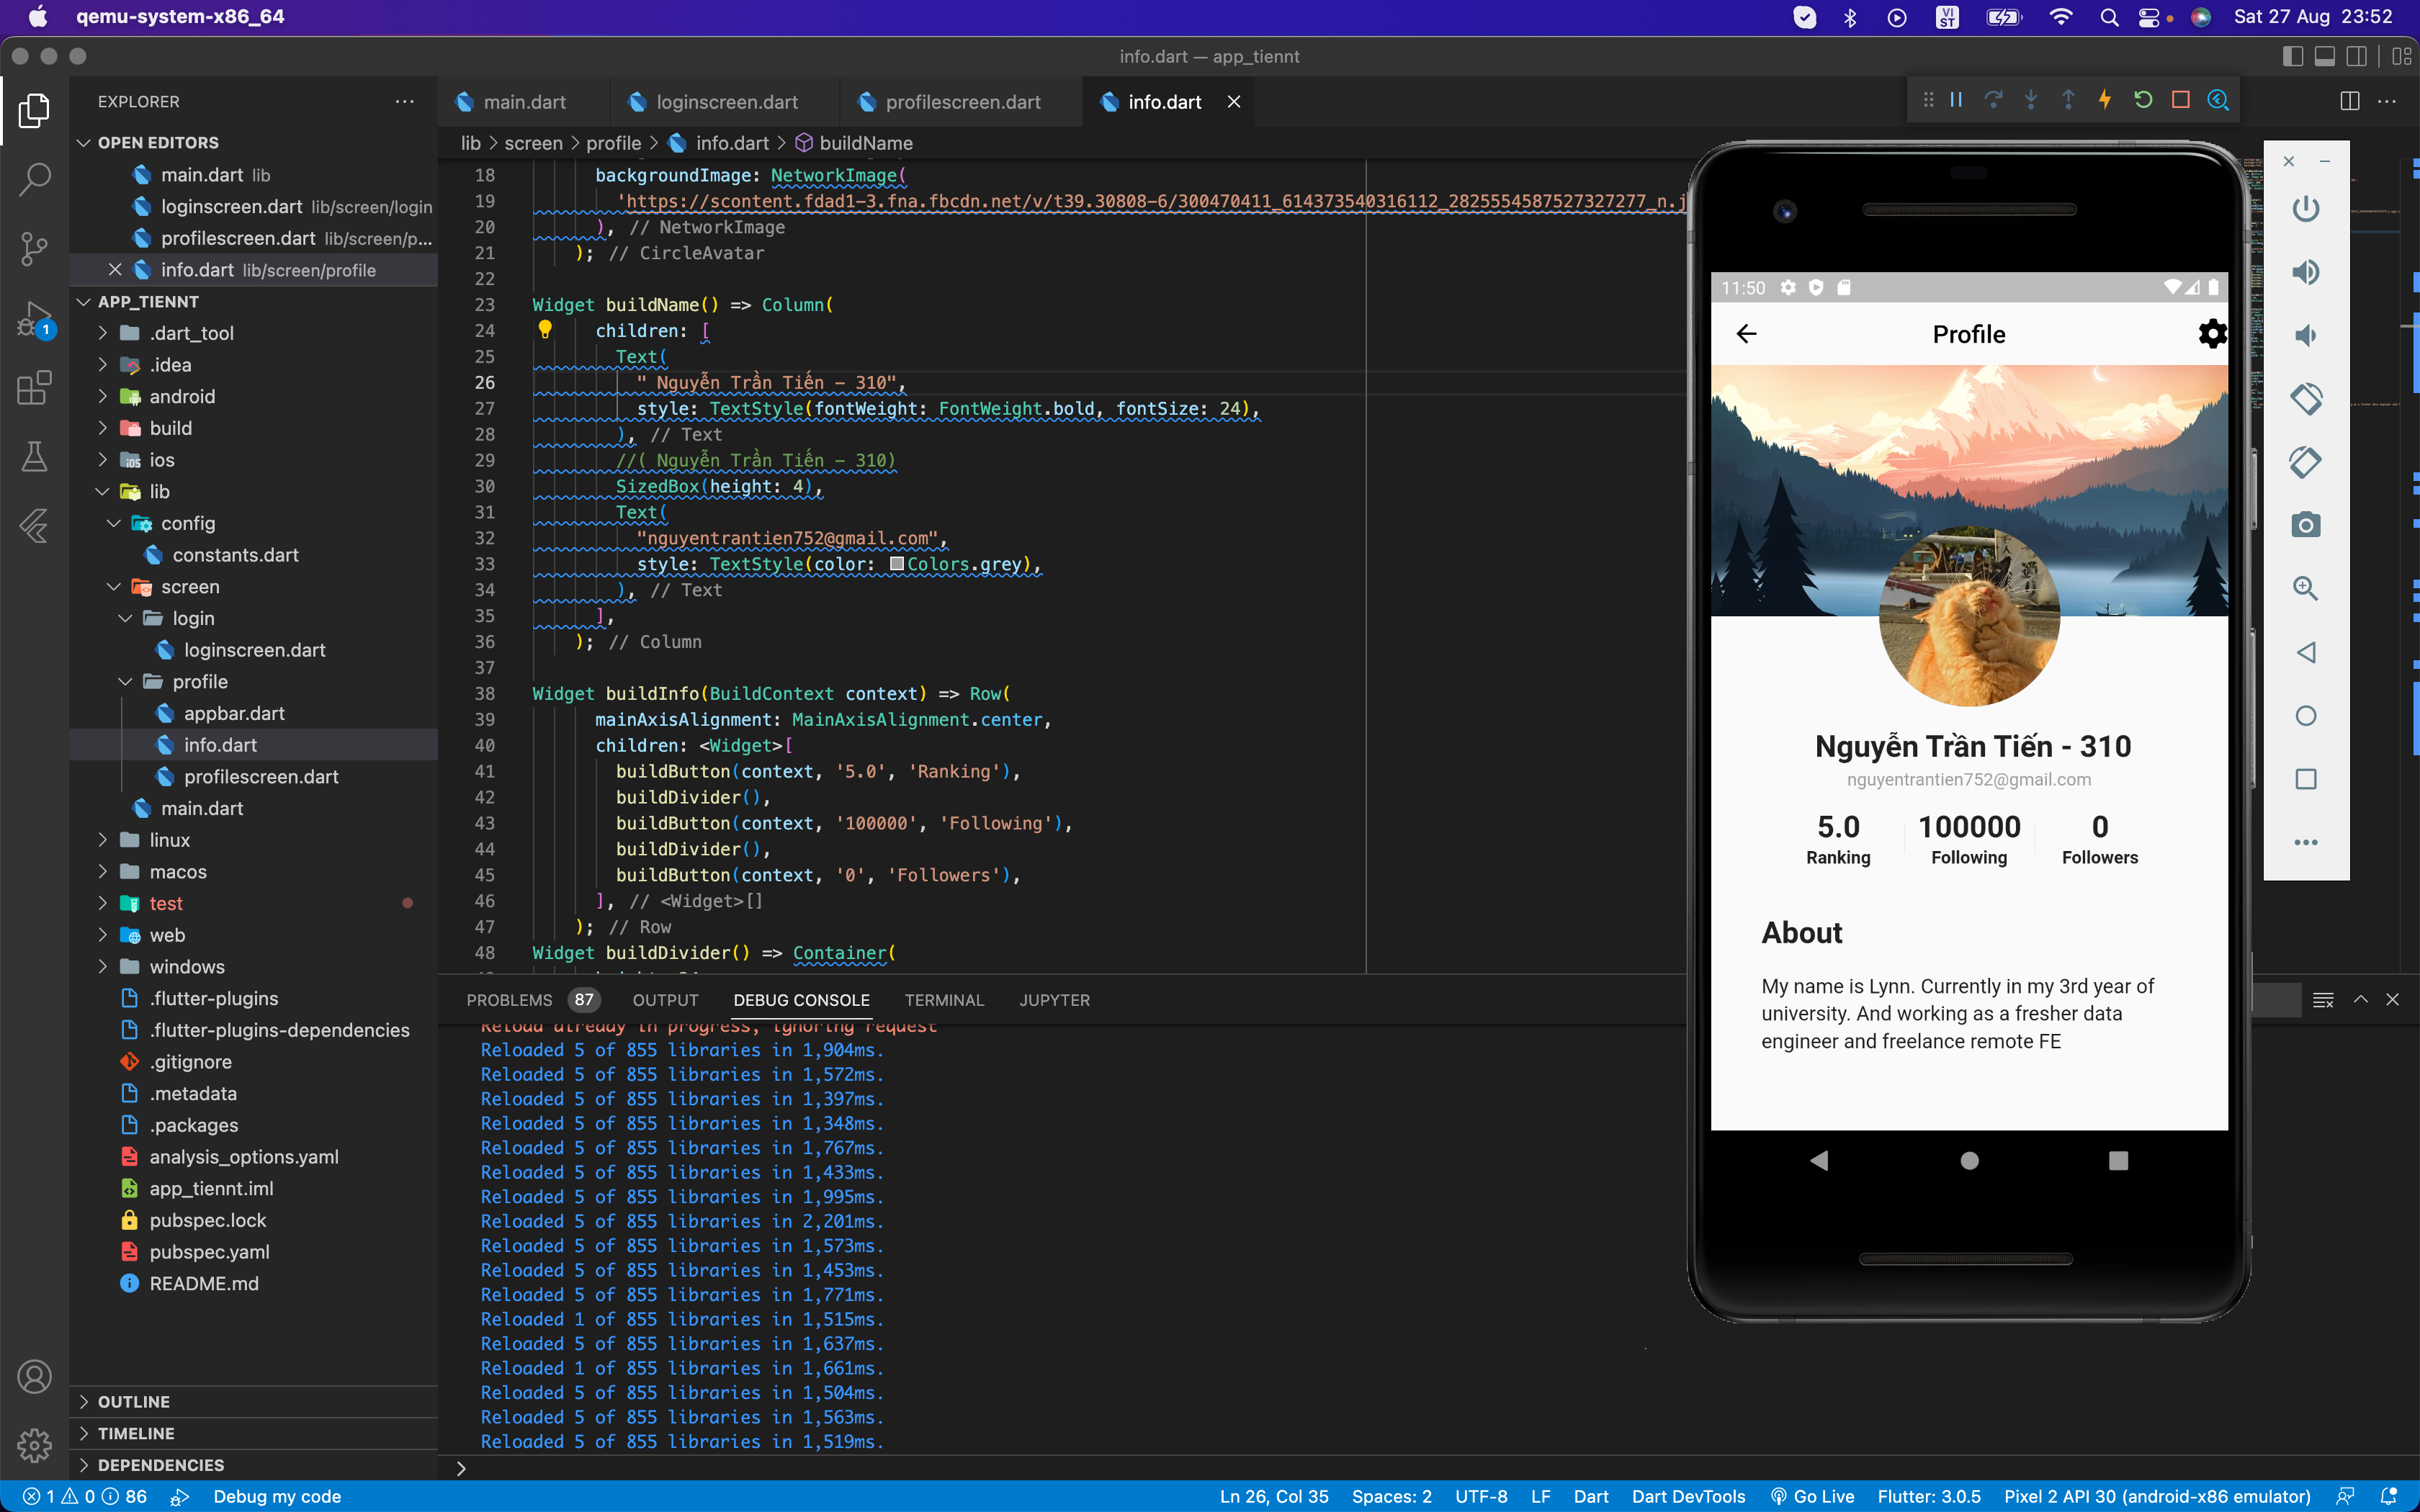 qemu-system-x86_64
VI
ST
Sat 27 Aug 23:52
info.dart — app_tiennt
EXPLORER
OPEN EDITORS
main.dart lib
loginscreen.dart lib/screen/login
profilescreen.dart lib/screen/p...
info.dart lib/screen/profile
APP_TIENNT
.dart_tool
.idea
android
build
ios
lib
config
constants.dart
screen
login
loginscreen.dart
profile
appbar.dart
info.dart
profilescreen.dart
main.dart
linux
macos
test
web
windows
.flutter-plugins
.flutter-plugins-dependencies
.gitignore
.metadata
.packages
analysis_options.yaml
app_tiennt.iml
pubspec.lock
pubspec.yaml
README.md
OUTLINE
TIMELINE
DEPENDENCIES
1
main.dart
loginscreen.dart
profilescreen.dart
info.dart
lib > screen > profile > info.dart > buildName
18 backgroundImage: NetworkImage(
19 'https://scontent.fdad1-3.fna.fbcdn.net/v/t39.30808-6/300470411_614373540316112_2825554587527327277_n.j
20 ), // NetworkImage
21 ); // CircleAvatar
22
23 Widget buildName() => Column(
24 children: [
25 Text(
26 " Nguyễn Trần Tiến - 310",
27 style: TextStyle(fontWeight: FontWeight.bold, fontSize: 24),
28 ), // Text
29 //( Nguyễn Trần Tiến - 310)
30 SizedBox(height: 4),
31 Text(
32 "nguyentrantien752@gmail.com",
33 style: TextStyle(color: Colors.grey),
34 ), // Text
35 ],
36 ); // Column
37
38 Widget buildInfo(BuildContext context) => Row(
39 mainAxisAlignment: MainAxisAlignment.center,
40 children: <Widget>[
41 buildButton(context, '5.0', 'Ranking'),
42 buildDivider(),
43 buildButton(context, '100000', 'Following'),
44 buildDivider(),
45 buildButton(context, '0', 'Followers'),
46 ], // <Widget>[]
47 ); // Row
48 Widget buildDivider() => Container(
PROBLEMS 87 OUTPUT DEBUG CONSOLE TERMINAL JUPYTER
Reload already in progress, ignoring request
Reloaded 5 of 855 libraries in 1,904ms.
Reloaded 5 of 855 libraries in 1,572ms.
Reloaded 5 of 855 libraries in 1,397ms.
Reloaded 5 of 855 libraries in 1,348ms.
Reloaded 5 of 855 libraries in 1,767ms.
Reloaded 5 of 855 libraries in 1,433ms.
Reloaded 5 of 855 libraries in 1,995ms.
Reloaded 5 of 855 libraries in 2,201ms.
Reloaded 5 of 855 libraries in 1,573ms.
Reloaded 5 of 855 libraries in 1,453ms.
Reloaded 5 of 855 libraries in 1,771ms.
Reloaded 1 of 855 libraries in 1,515ms.
Reloaded 5 of 855 libraries in 1,637ms.
Reloaded 1 of 855 libraries in 1,661ms.
Reloaded 5 of 855 libraries in 1,504ms.
Reloaded 5 of 855 libraries in 1,563ms.
Reloaded 5 of 855 libraries in 1,519ms.
11:50
Profile
Nguyễn Trần Tiến - 310
nguyentrantien752@gmail.com
5.0 100000 0
Ranking Following Followers
About
My name is Lynn. Currently in my 3rd year of
university. And working as a fresher data
engineer and freelance remote FE
1 0 86 Debug my code
Ln 26, Col 35 Spaces: 2 UTF-8 LF Dart Dart DevTools Go Live Flutter: 3.0.5 Pixel 2 API 30 (android-x86 emulator)